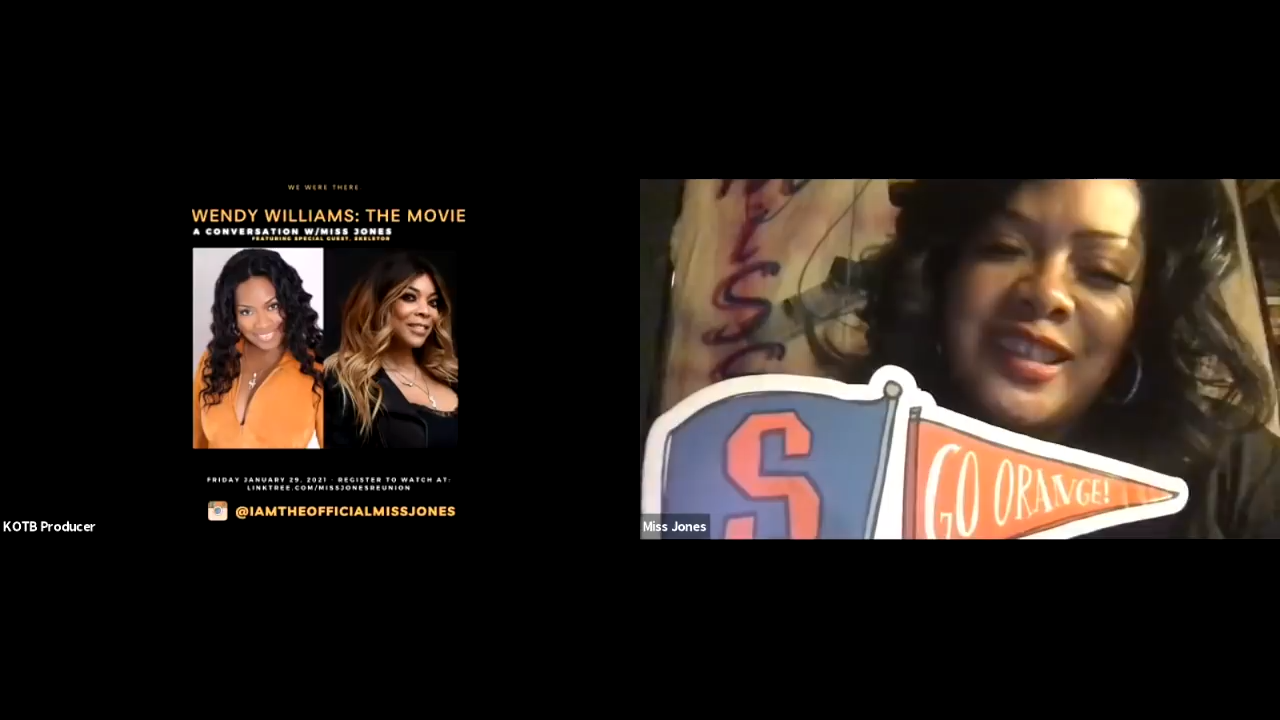 WE WERE THERE
WENDY WILLIAMS: THE MOVIE
A CONVERSATION W/MISS JONES
FEATURING SPECIAL GUEST, SKELETOR
FRIDAY JANUARY 29, 2021 · REGISTER TO WATCH AT:
LINKTREE.COM/MISSJONESREUNION
@IAMTHEOFFICIALMISSJONES
KOTB Producer
S
GO ORANGE!
Miss Jones